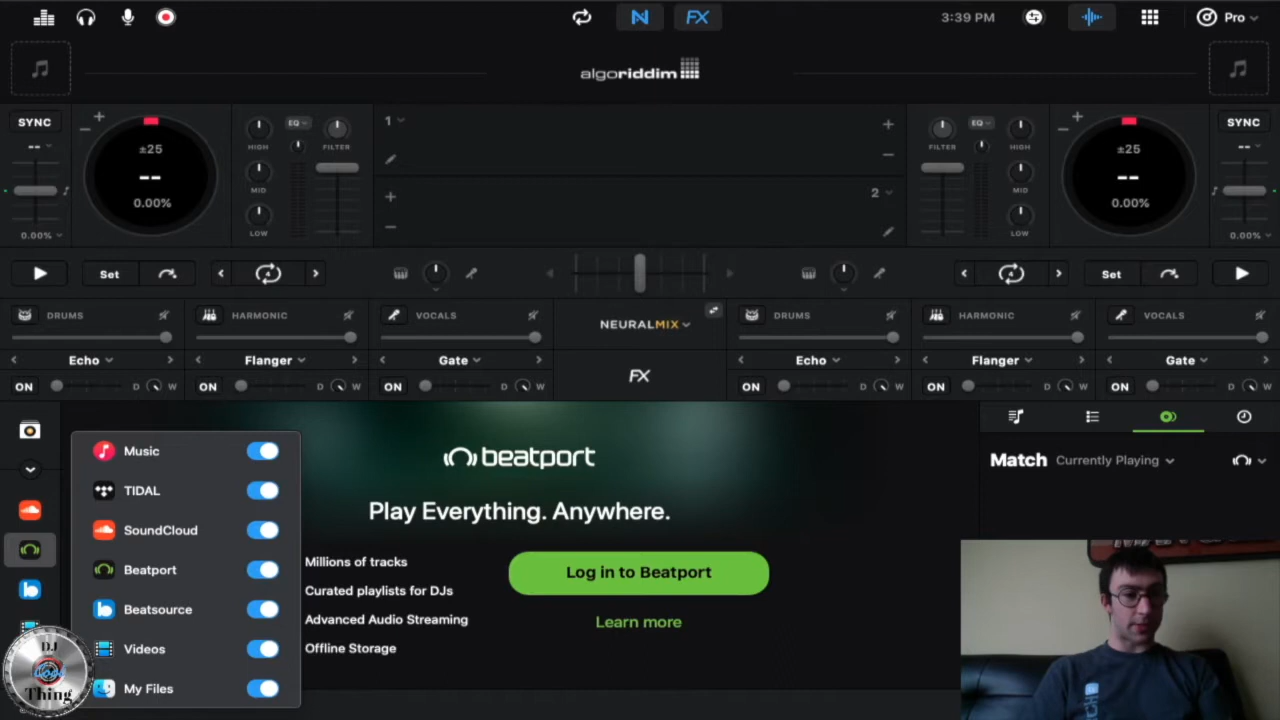 FX
3:39 PM
Pro
algoriddim
SYNC
--
0.00%
±25
--
0.00%
HIGH
MID
LOW
EQ
FILTER
1
2
FILTER
EQ
HIGH
MID
LOW
±25
--
0.00%
SYNC
--
0.00%
Set
4
4
Set
DRUMS
HARMONIC
VOCALS
NEURALMIX
DRUMS
HARMONIC
VOCALS
Echo
Flanger
Gate
FX
Echo
Flanger
Gate
ON D W
ON D W
ON D W
ON D W
ON D W
ON D W
Music
TIDAL
SoundCloud
Beatport
Beatsource
Videos
My Files
beatport
Play Everything. Anywhere.
Millions of tracks
Curated playlists for DJs
Advanced Audio Streaming
Offline Storage
Log in to Beatport
Learn more
Match Currently Playing
DJ
Thing